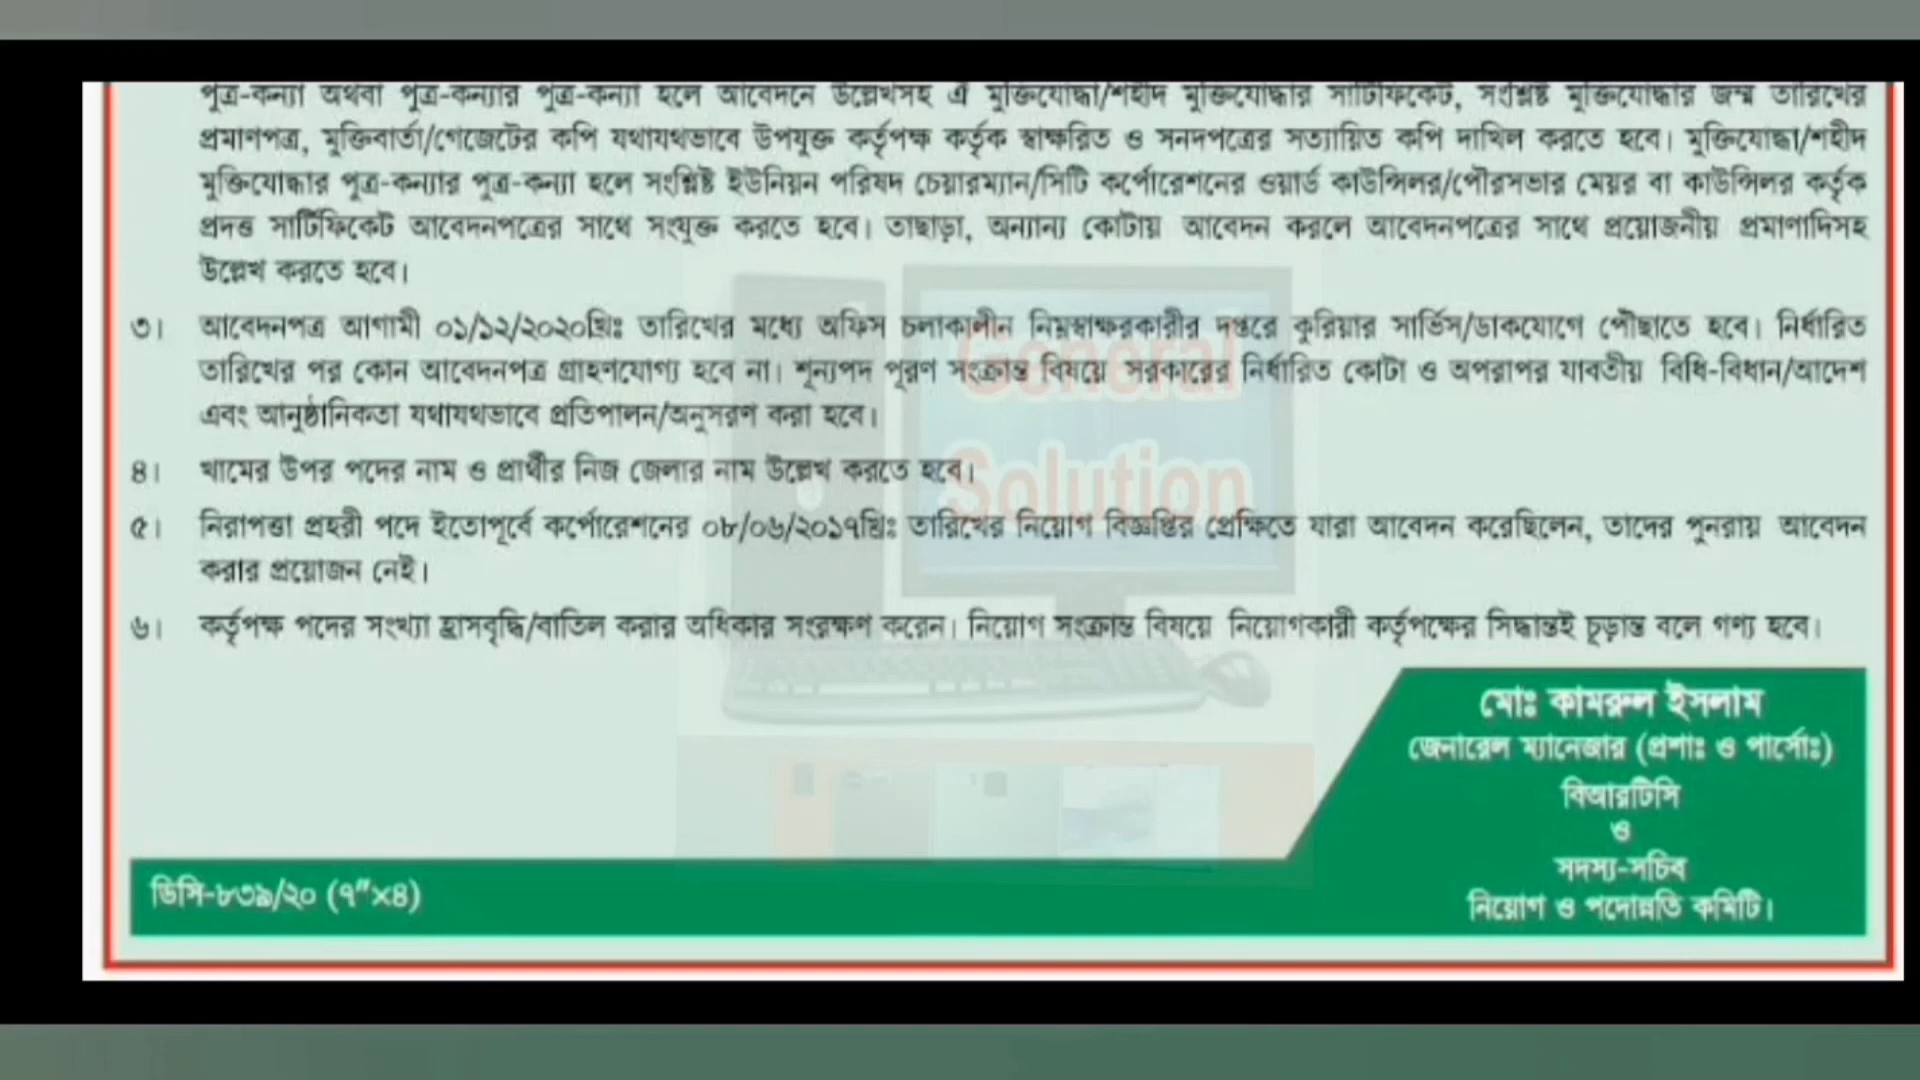 পুত্র-কন্যা অথবা পুত্র-কন্যার পুত্র-কন্যা হলে আবেদনে উল্লেখসহ ঐ মুক্তিযোদ্ধা/শহীদ মুক্তিযোদ্ধার সার্টিফিকেট, সংশ্লিষ্ট মুক্তিযোদ্ধার জন্ম তারিখের
প্রমাণপত্র, মুক্তিবার্তা/গেজেটের কপি যথাযথভাবে উপযুক্ত কর্তৃপক্ষ কর্তৃক স্বাক্ষরিত ও সনদপত্রের সত্যায়িত কপি দাখিল করতে হবে। মুক্তিযোদ্ধা/শহীদ
মুক্তিযোদ্ধার পুত্র-কন্যার পুত্র-কন্যা হলে সংশ্লিষ্ট ইউনিয়ন পরিষদ চেয়ারম্যান/সিটি কর্পোরেশনের ওয়ার্ড কাউন্সিলর/পৌরসভার মেয়র বা কাউন্সিলর কর্তৃক
প্রদত্ত সার্টিফিকেট আবেদনপত্রের সাথে সংযুক্ত করতে হবে। তাছাড়া, অন্যান্য কোটায় আবেদন করলে আবেদনপত্রের সাথে প্রয়োজনীয় প্রমাণাদিসহ
উল্লেখ করতে হবে।
৩। আবেদনপত্র আগামী ০১/১২/২০২০খ্রিঃ তারিখের মধ্যে অফিস চলাকালীন নিম্নস্বাক্ষরকারীর দপ্তরে কুরিয়ার সার্ভিস/ডাকযোগে পৌছাতে হবে। নির্ধারিত
তারিখের পর কোন আবেদনপত্র গ্রাহণযোগ্য হবে না। শূন্যপদ পূরণ সংক্রান্ত বিষয়ে সরকারের নির্ধারিত কোটা ও অপরাপর যাবতীয় বিধি-বিধান/আদেশ
এবং আনুষ্ঠানিকতা যথাযথভাবে প্রতিপালন/অনুসরণ করা হবে।
৪। খামের উপর পদের নাম ও প্রার্থীর নিজ জেলার নাম উল্লেখ করতে হবে।
৫। নিরাপত্তা প্রহরী পদে ইতোপূর্বে কর্পোরেশনের ০৮/০৬/২০১৭খ্রিঃ তারিখের নিয়োগ বিজ্ঞপ্তির প্রেক্ষিতে যারা আবেদন করেছিলেন, তাদের পুনরায় আবেদন
করার প্রয়োজন নেই।
৬। কর্তৃপক্ষ পদের সংখ্যা হ্রাসবৃদ্ধি/বাতিল করার অধিকার সংরক্ষণ করেন। নিয়োগ সংক্রান্ত বিষয়ে নিয়োগকারী কর্তৃপক্ষের সিদ্ধান্তই চূড়ান্ত বলে গণ্য হবে।
General
Solution
মোঃ কামরুল ইসলাম
জেনারেল ম্যানেজার (প্রশাঃ ও পার্সোঃ)
বিআরটিসি
ও
সদস্য-সচিব
নিয়োগ ও পদোন্নতি কমিটি।
ডিসি-৮৩৯/২০ (৭"×৪)